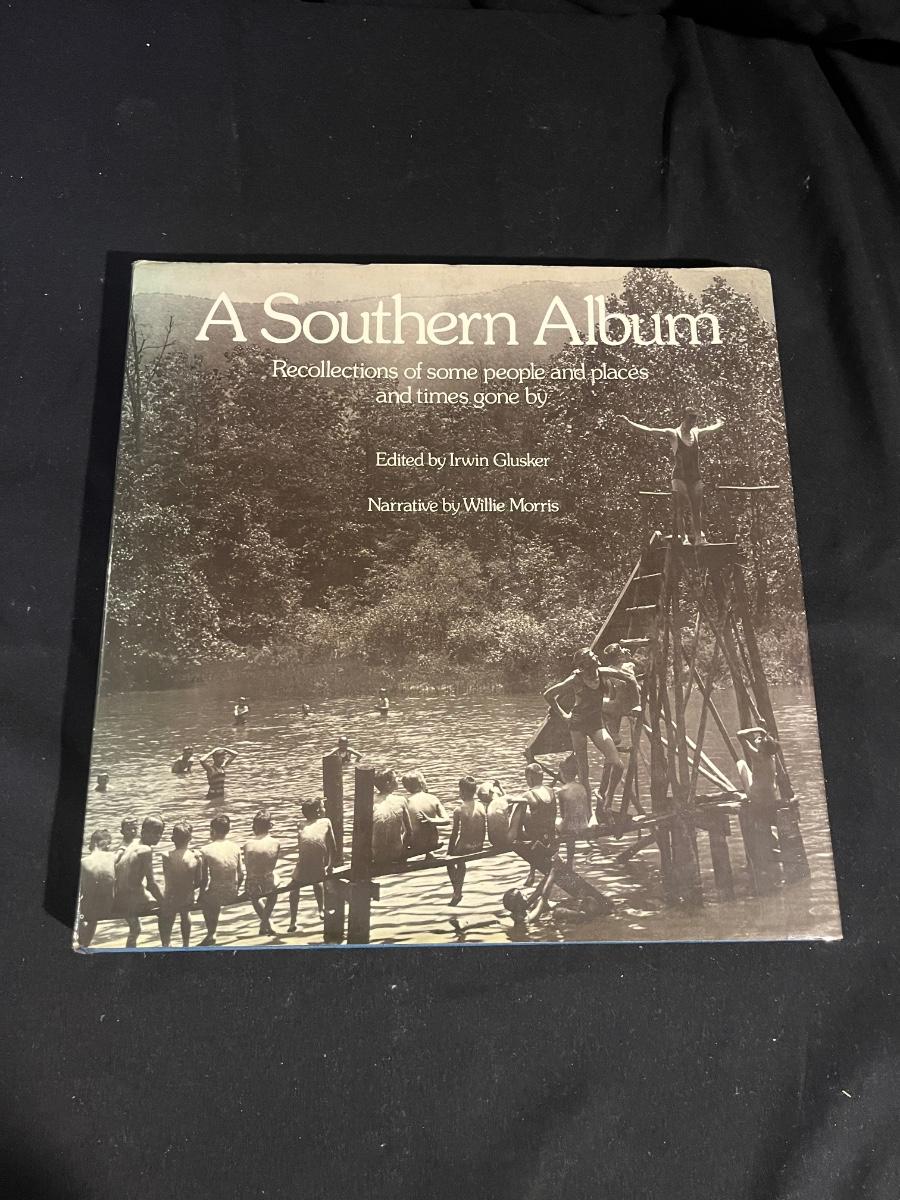 A Southern Album
Recollections of some people and places
and times gone by
Edited by Irwin Glusker
Narrative by Willie Morris